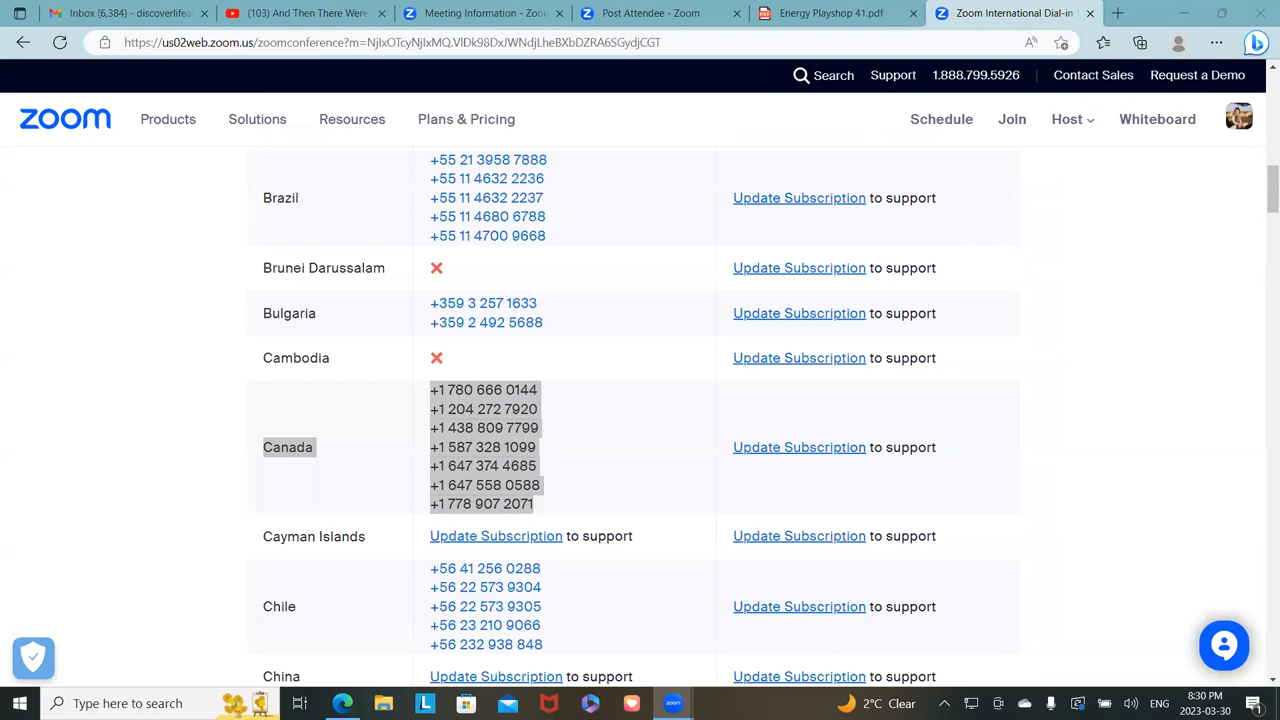 Inbox (6,384) - discoverlifea
(103) And Then There Were
Meeting Information - Zoo
Post Attendee - Zoom
Energy Playshop 41.pdf
Zoom International Dial-in
https://us02web.zoom.us/zoomconference?m=NjIxOTcyNjIxMQ.VlDk98DxJWNdjLheBXbDZRA6SGydjCGT
Search
Support
1.888.799.5926
Contact Sales
Request a Demo
zoom
Products
Solutions
Resources
Plans & Pricing
Schedule
Join
Host
Whiteboard
+55 21 3958 7888
+55 11 4632 2236
Brazil
+55 11 4632 2237
Update Subscription to support
+55 11 4680 6788
+55 11 4700 9668
Brunei Darussalam
Update Subscription to support
+359 3 257 1633
Bulgaria
Update Subscription to support
+359 2 492 5688
Cambodia
Update Subscription to support
+1 780 666 0144
+1 204 272 7920
+1 438 809 7799
Canada
+1 587 328 1099
Update Subscription to support
+1 647 374 4685
+1 647 558 0588
+1 778 907 2071
Cayman Islands
Update Subscription to support
Update Subscription to support
+56 41 256 0288
+56 22 573 9304
Chile
+56 22 573 9305
Update Subscription to support
+56 23 210 9066
+56 232 938 848
China
Update Subscription to support
Update Subscription to support
Type here to search
2°C Clear
ENG
8:30 PM
2023-03-30